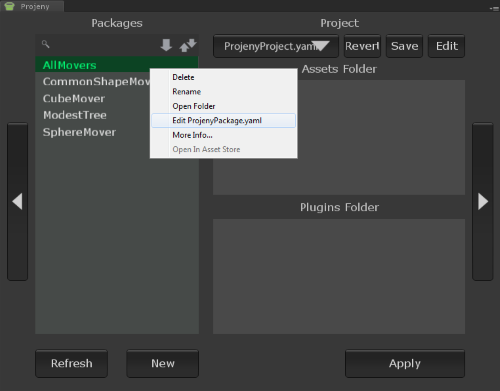 Projeny
Packages
Project
ProjenyProject.yaml
Revert
Save
Edit
AllMovers
Assets Folder
CommonShapeMov
CubeMover
ModestTree
SphereMover
Delete
Rename
Open Folder
Edit ProjenyPackage.yaml
More Info...
Open In Asset Store
Plugins Folder
Refresh
New
Apply